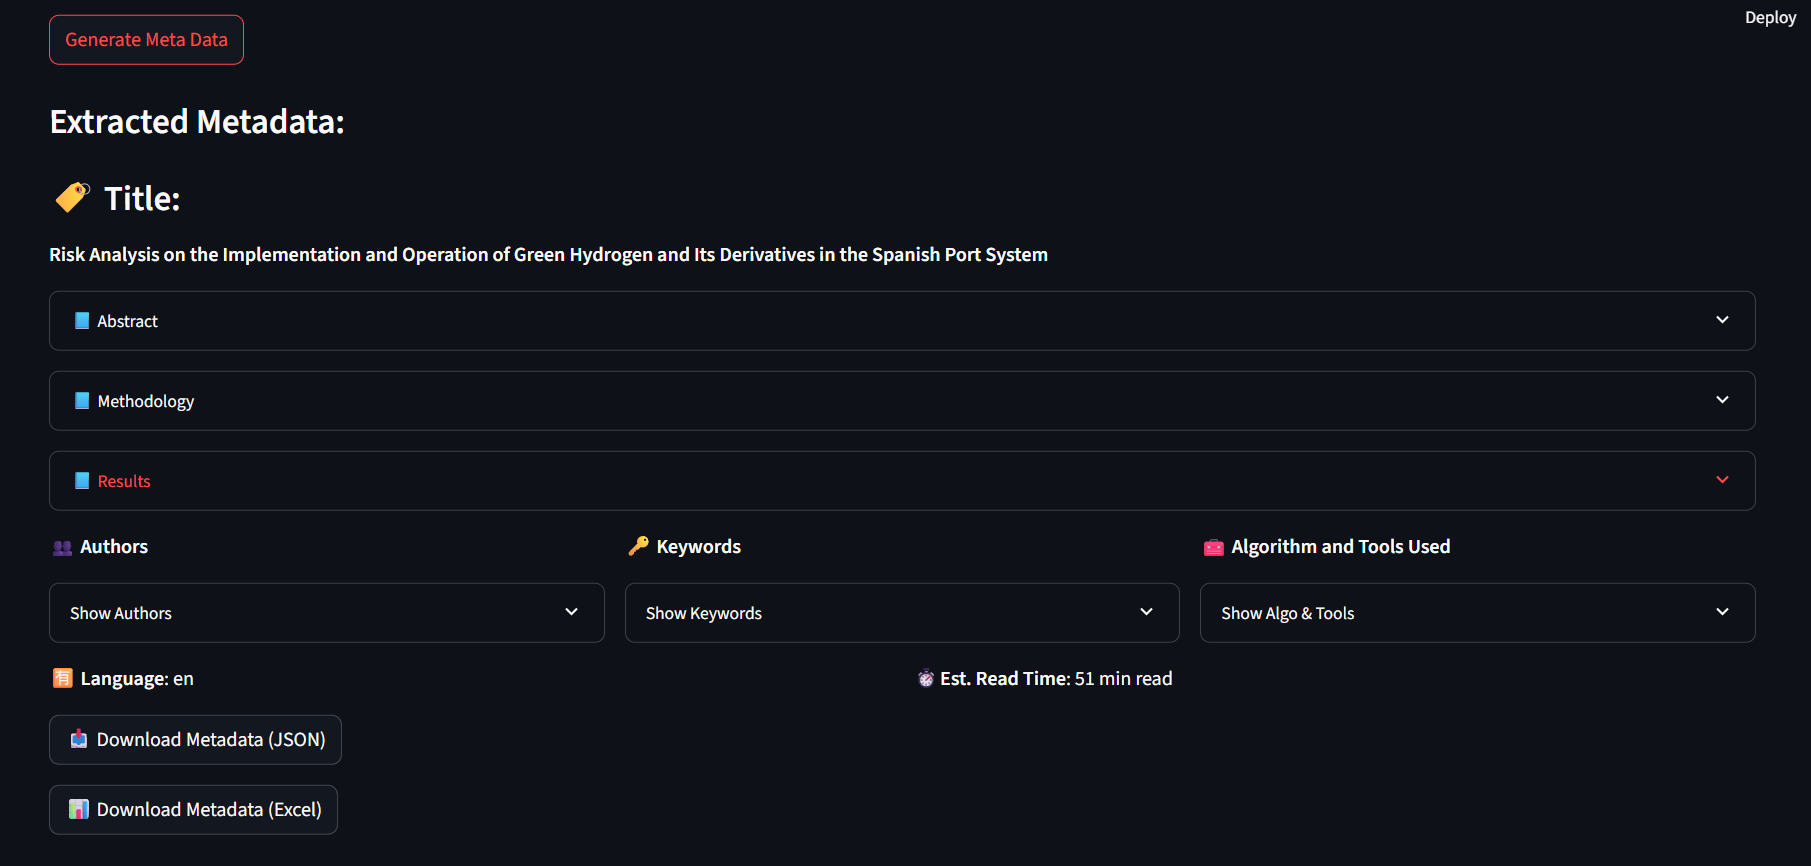 Deploy
Generate Meta Data
Extracted Metadata:
🏷️ Title:
Risk Analysis on the Implementation and Operation of Green Hydrogen and Its Derivatives in the Spanish Port System
📘 Abstract
📘 Methodology
📘 Results
👥 Authors
🔑 Keywords
🧰 Algorithm and Tools Used
Show Authors
Show Keywords
Show Algo & Tools
🈶 Language: en
⏱️ Est. Read Time: 51 min read
📥 Download Metadata (JSON)
📊 Download Metadata (Excel)